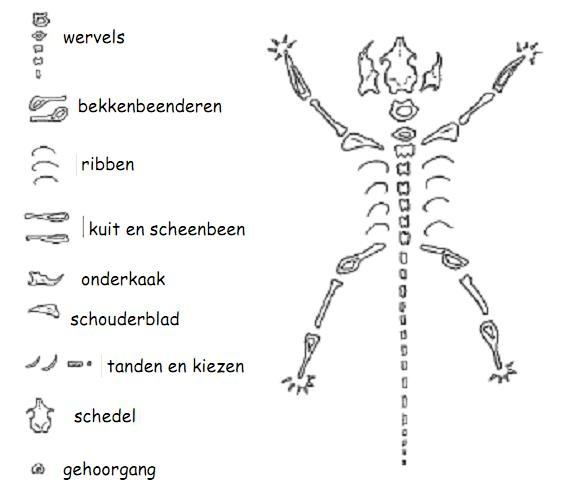 wervels
bekkenbeenderen
ribben
kuit en scheenbeen
onderkaak
schouderblad
tanden en kiezen
schedel
gehoorgang